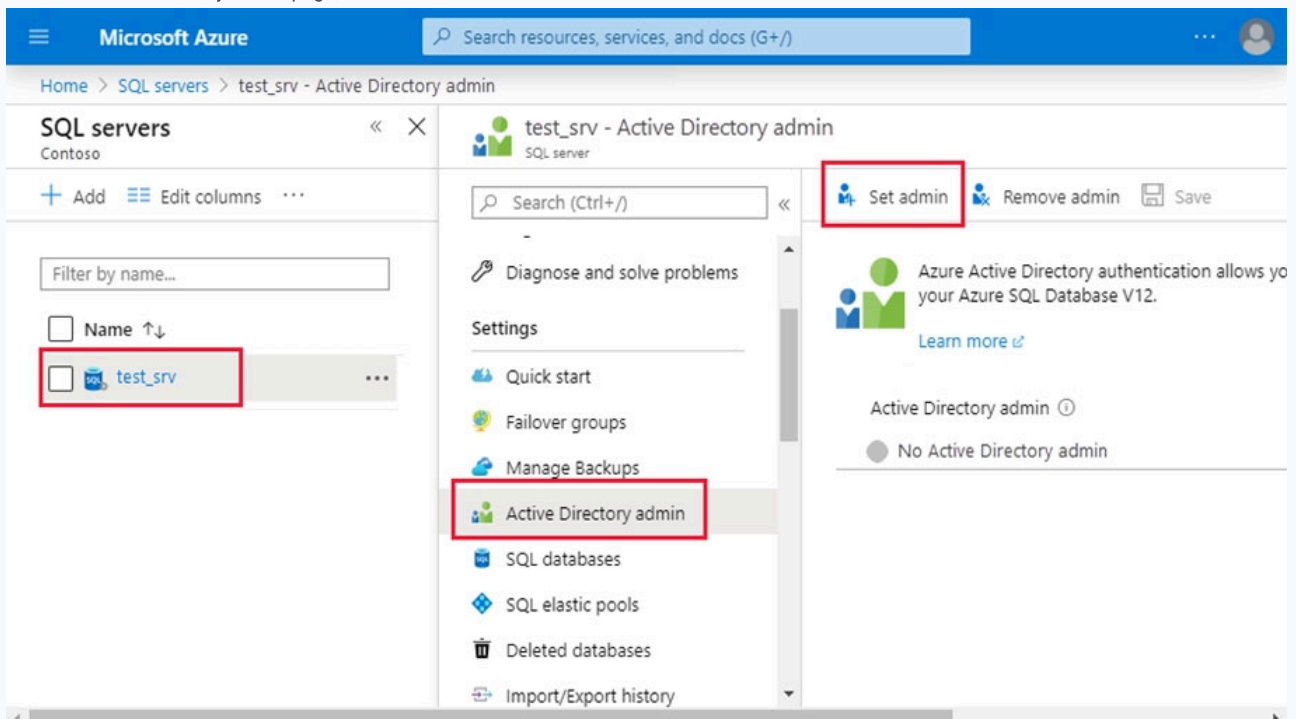 Microsoft Azure
Search resources, services, and docs (G+/)
Home > SQL servers > test_srv - Active Directory admin
SQL servers
Contoso
+ Add
Edit columns
Filter by name...
Name ↑↓
SQL
test_srv
test_srv - Active Directory admin
SQL server
Search (Ctrl+/)
Diagnose and solve problems
Settings
Quick start
Failover groups
Manage Backups
Active Directory admin
SQL databases
SQL elastic pools
Deleted databases
Import/Export history
Set admin
Remove admin
Save
Azure Active Directory authentication allows yo
your Azure SQL Database V12.
Learn more
Active Directory admin
No Active Directory admin